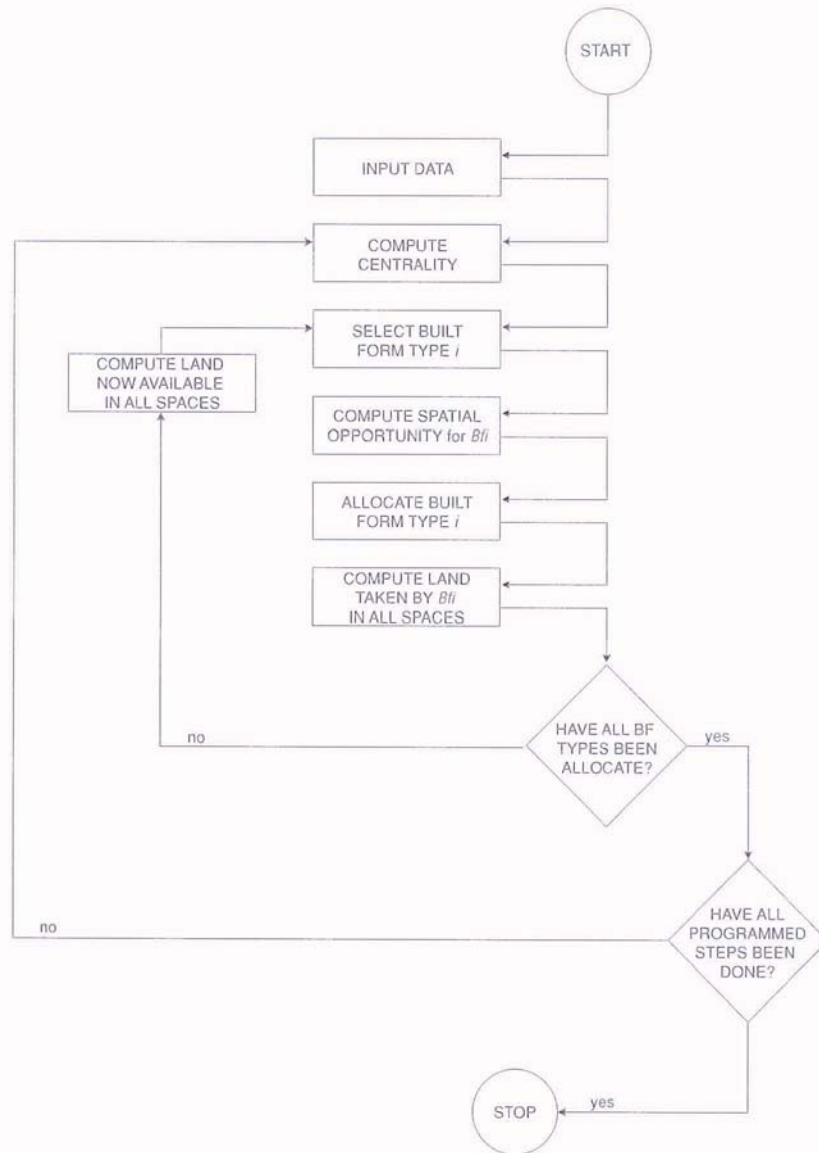 START
INPUT DATA
COMPUTE
CENTRALITY
SELECT BUILT
FORM TYPE i
COMPUTE LAND
NOW AVAILABLE
IN ALL SPACES
COMPUTE SPATIAL
OPPORTUNITY for Bfi
ALLOCATE BUILT
FORM TYPE i
COMPUTE LAND
TAKEN BY Bfi
IN ALL SPACES
HAVE ALL BF
TYPES BEEN
ALLOCATE?
no
yes
HAVE ALL
PROGRAMMED
STEPS BEEN
DONE?
no
yes
STOP